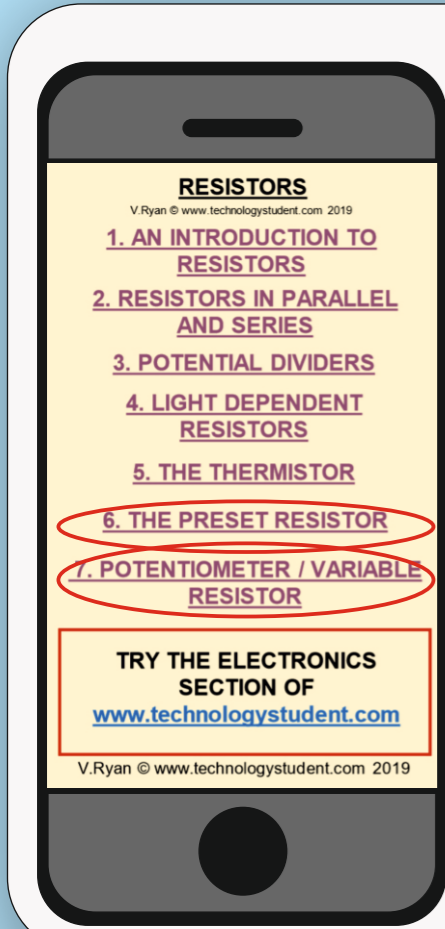 RESISTORS
V.Ryan © www.technologystudent.com 2019
1. AN INTRODUCTION TO
RESISTORS
2. RESISTORS IN PARALLEL
AND SERIES
3. POTENTIAL DIVIDERS
4. LIGHT DEPENDENT
RESISTORS
5. THE THERMISTOR
6. THE PRESET RESISTOR
7. POTENTIOMETER / VARIABLE
RESISTOR
TRY THE ELECTRONICS
SECTION OF
www.technologystudent.com
V.Ryan © www.technologystudent.com 2019